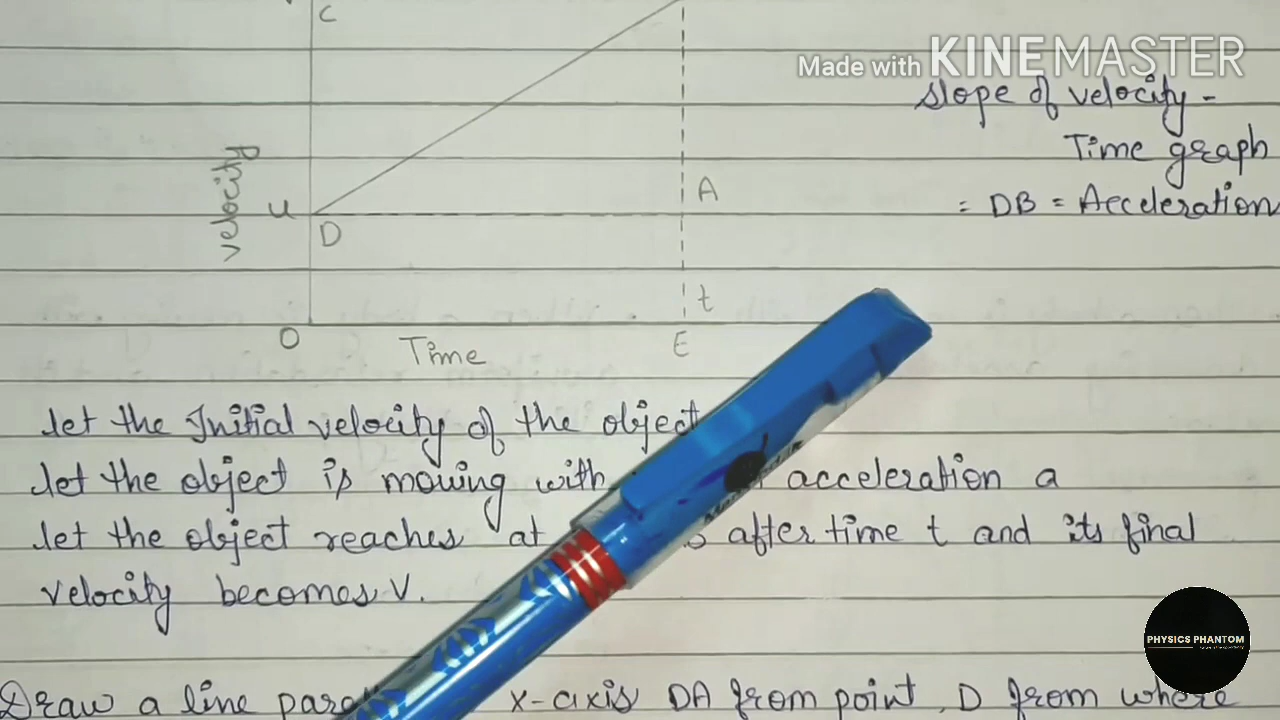 C
Made with KINEMASTER
slope of velocity -
Time graph
= DB = Acceleration
velocity
u
D
A
t
O
Time
E
let the Initial velocity of the object
let the object is moving with acceleration a
let the object reaches at after time t and its final
velocity becomes V.
PHYSICS PHANTOM
Draw a line x-axis DA from point D from where